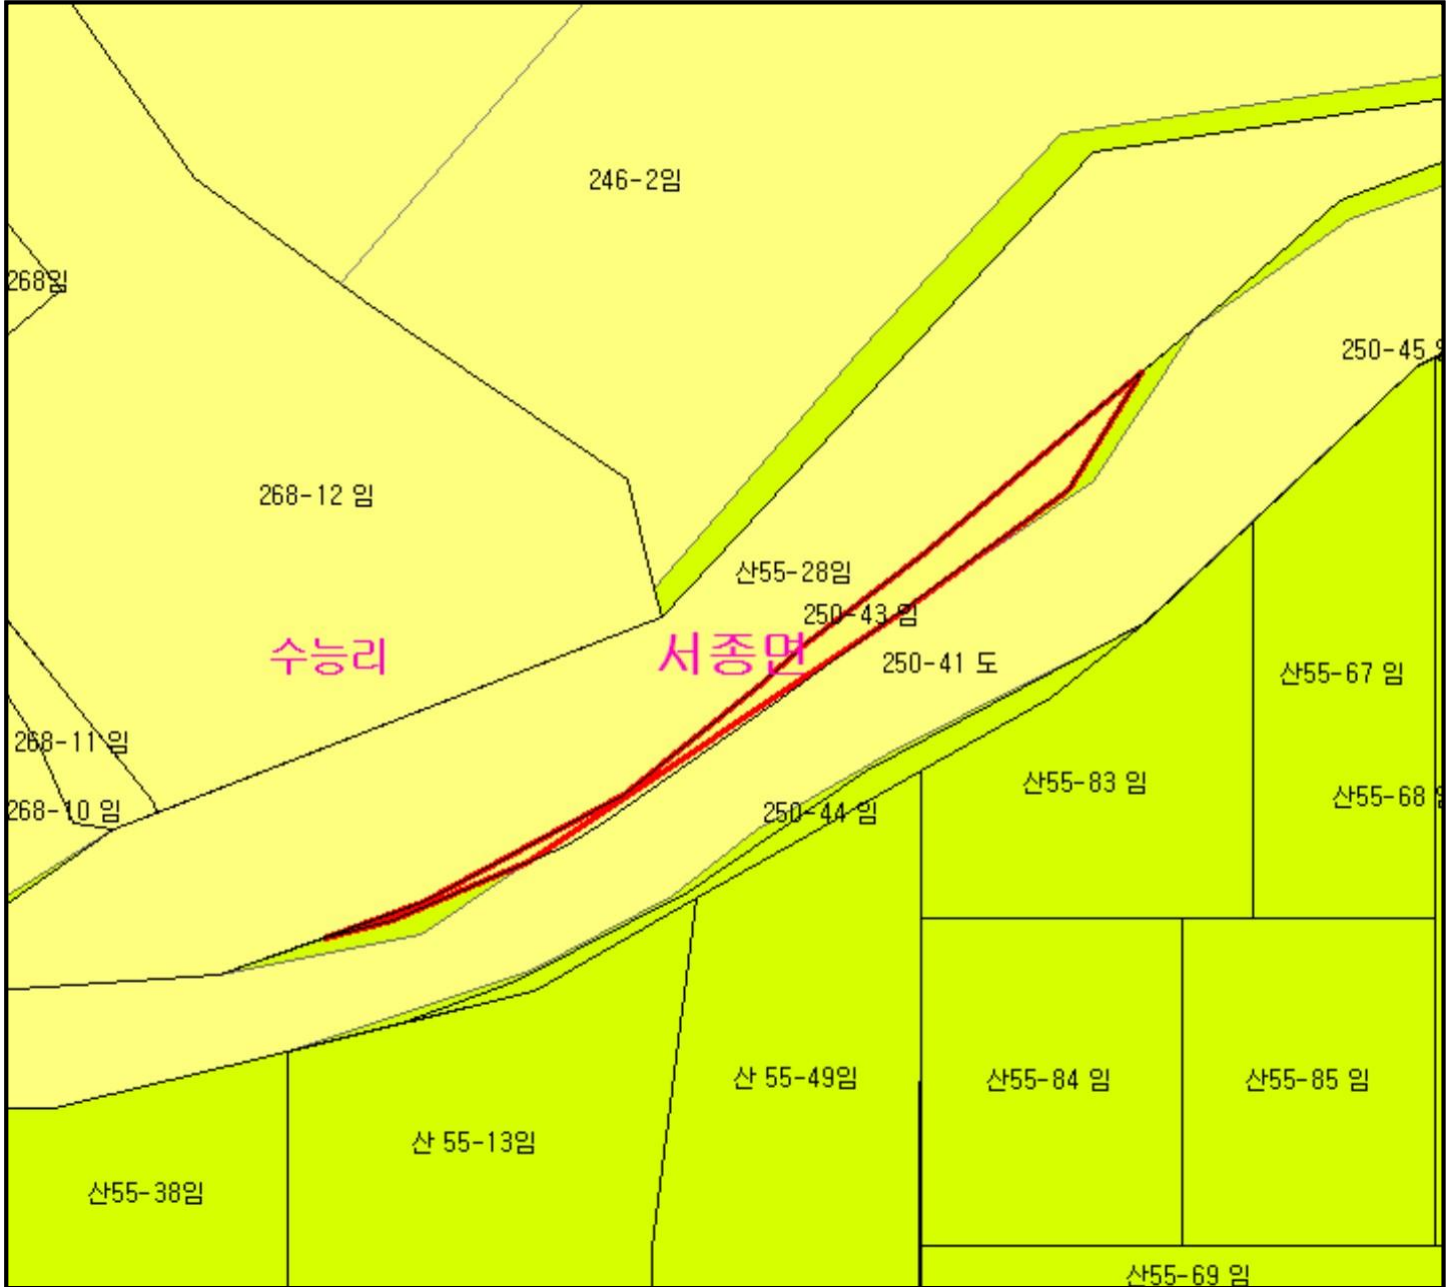 246-2임
268임
250-45
268-12 임
산55-28임
250-43 임
수능리
서종면
250-41 도
산55-67 임
268-11 임
산55-83 임
산55-68
268-10 임
250-44 임
산 55-49임
산55-84 임
산55-85 임
산 55-13임
산55-38임
산55-69 임